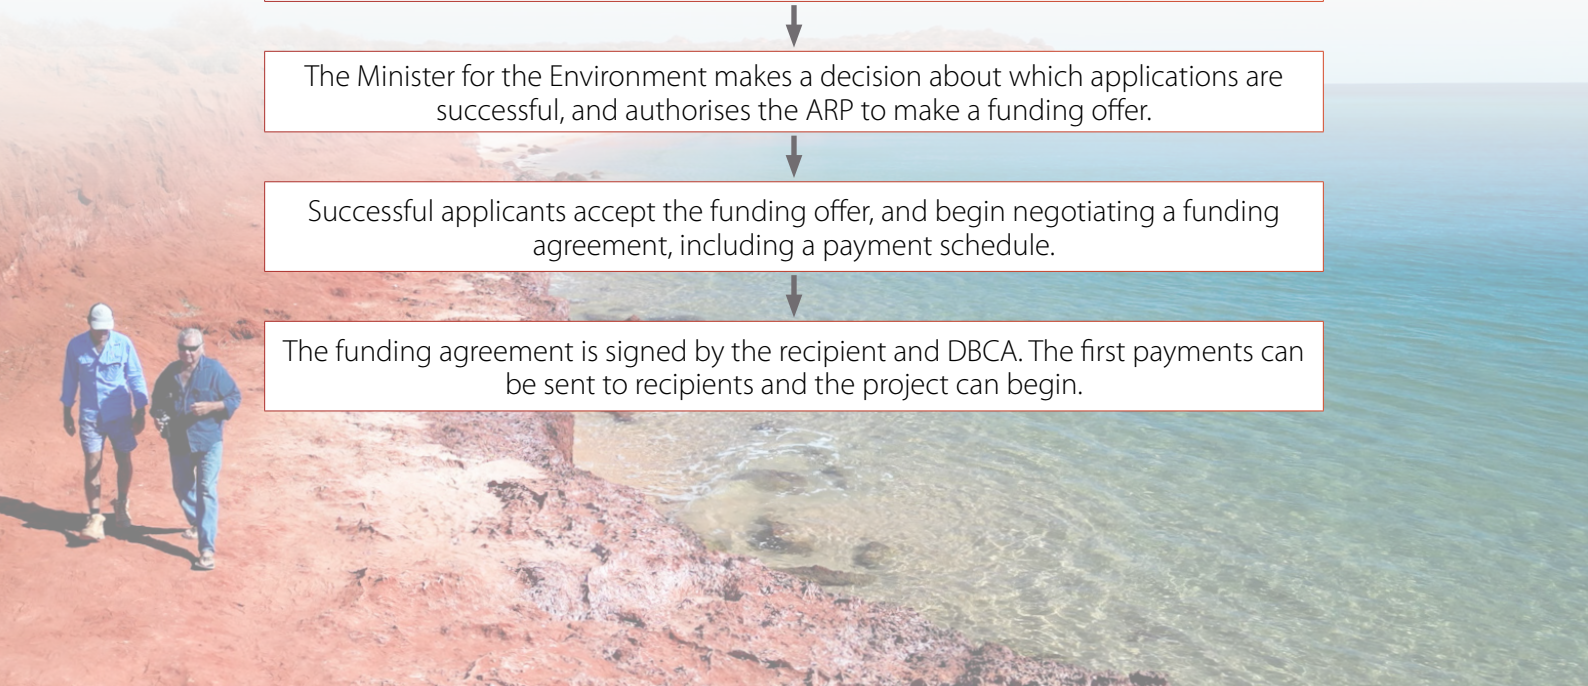 The Minister for the Environment makes a decision about which applications are
successful, and authorises the ARP to make a funding offer.
Successful applicants accept the funding offer, and begin negotiating a funding
agreement, including a payment schedule.
The funding agreement is signed by the recipient and DBCA. The first payments can
be sent to recipients and the project can begin.